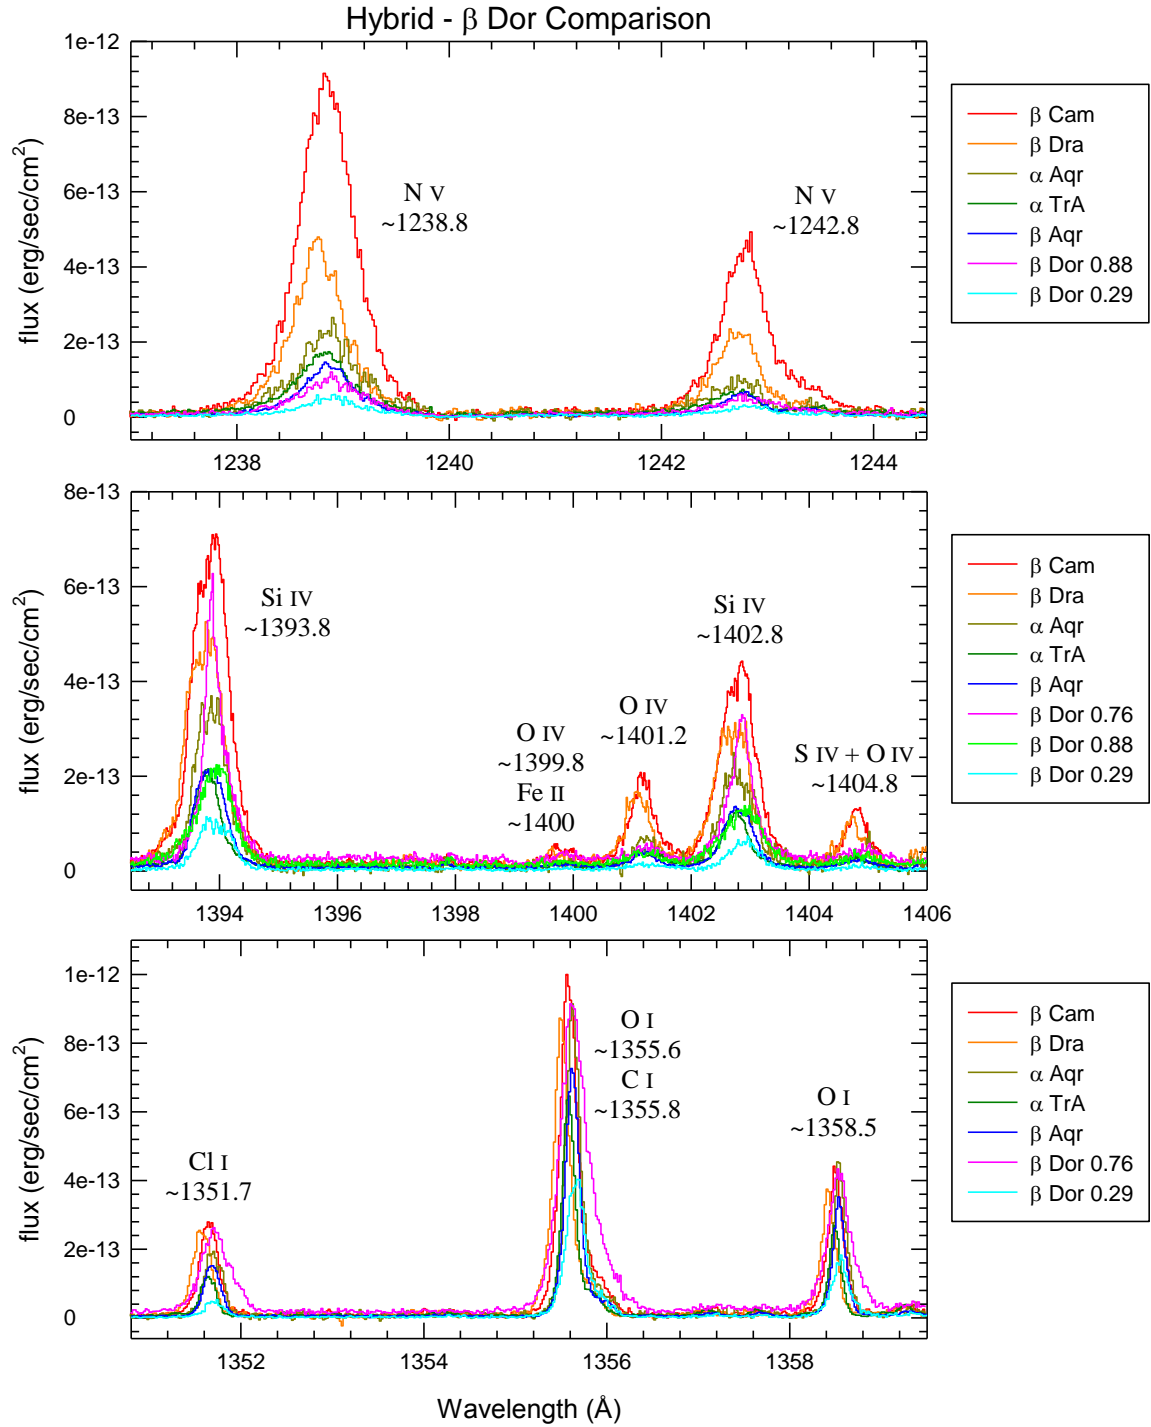 Hybrid - β Dor Comparison
flux (erg/sec/cm²)
1e-12
8e-13
6e-13
4e-13
2e-13
0
N V
~1238.8
N V
~1242.8
1238
1240
1242
1244
β Cam
β Dra
α Aqr
α TrA
β Aqr
β Dor 0.88
β Dor 0.29
flux (erg/sec/cm²)
8e-13
6e-13
4e-13
2e-13
0
Si IV
~1393.8
O IV
~1399.8
Fe II
~1400
O IV
~1401.2
Si IV
~1402.8
S IV + O IV
~1404.8
1394
1396
1398
1400
1402
1404
1406
β Cam
β Dra
α Aqr
α TrA
β Aqr
β Dor 0.76
β Dor 0.88
β Dor 0.29
flux (erg/sec/cm²)
1e-12
8e-13
6e-13
4e-13
2e-13
0
Cl I
~1351.7
O I
~1355.6
C I
~1355.8
O I
~1358.5
1352
1354
1356
1358
β Cam
β Dra
α Aqr
α TrA
β Aqr
β Dor 0.76
β Dor 0.29
Wavelength (Å)